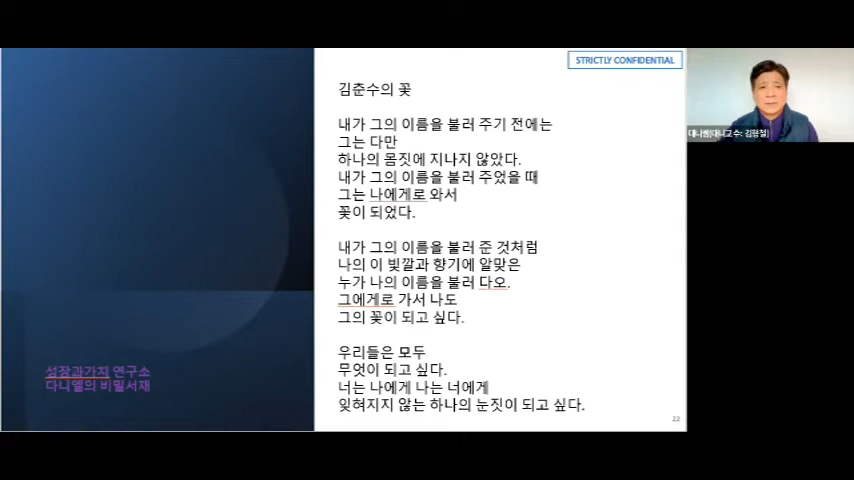 STRICTLY CONFIDENTIAL
김춘수의 꽃
내가 그의 이름을 불러 주기 전에는
그는 다만
하나의 몸짓에 지나지 않았다.
내가 그의 이름을 불러 주었을 때
그는 나에게로 와서
꽃이 되었다.
내가 그의 이름을 불러 준 것처럼
나의 이 빛깔과 향기에 알맞은
누가 나의 이름을 불러 다오.
그에게로 가서 나도
그의 꽃이 되고 싶다.
우리들은 모두
무엇이 되고 싶다.
너는 나에게 나는 너에게
잊혀지지 않는 하나의 눈짓이 되고 싶다.
22
성장과가치 연구소
다니엘의 비밀서재